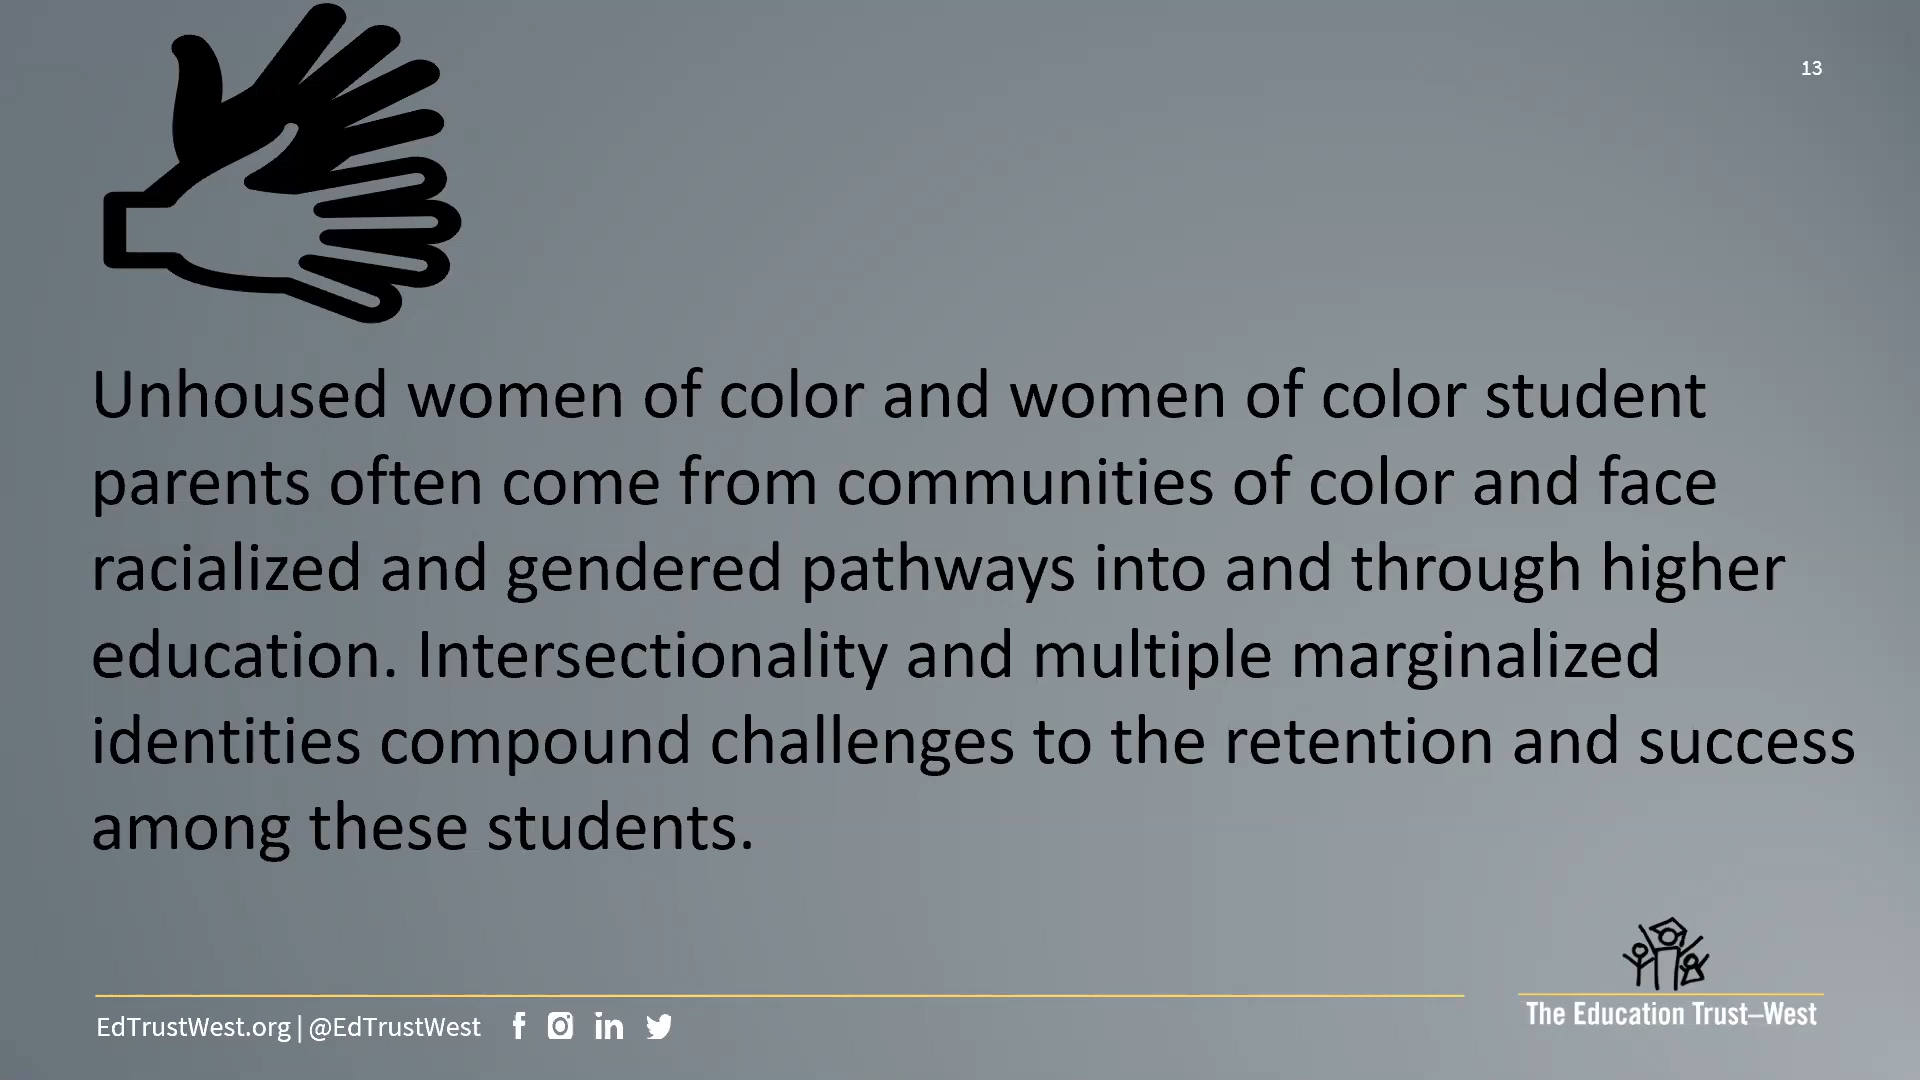 13
Unhoused women of color and women of color student
parents often come from communities of color and face
racialized and gendered pathways into and through higher
education. Intersectionality and multiple marginalized
identities compound challenges to the retention and success
among these students.
EdTrustWest.org | @EdTrustWest
The Education Trust–West